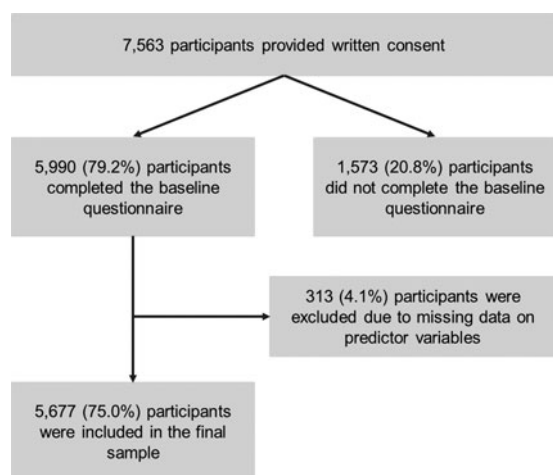 7,563 participants provided written consent
5,990 (79.2%) participants
completed the baseline
questionnaire
1,573 (20.8%) participants
did not complete the baseline
questionnaire
313 (4.1%) participants were
excluded due to missing data on
predictor variables
5,677 (75.0%) participants
were included in the final
sample